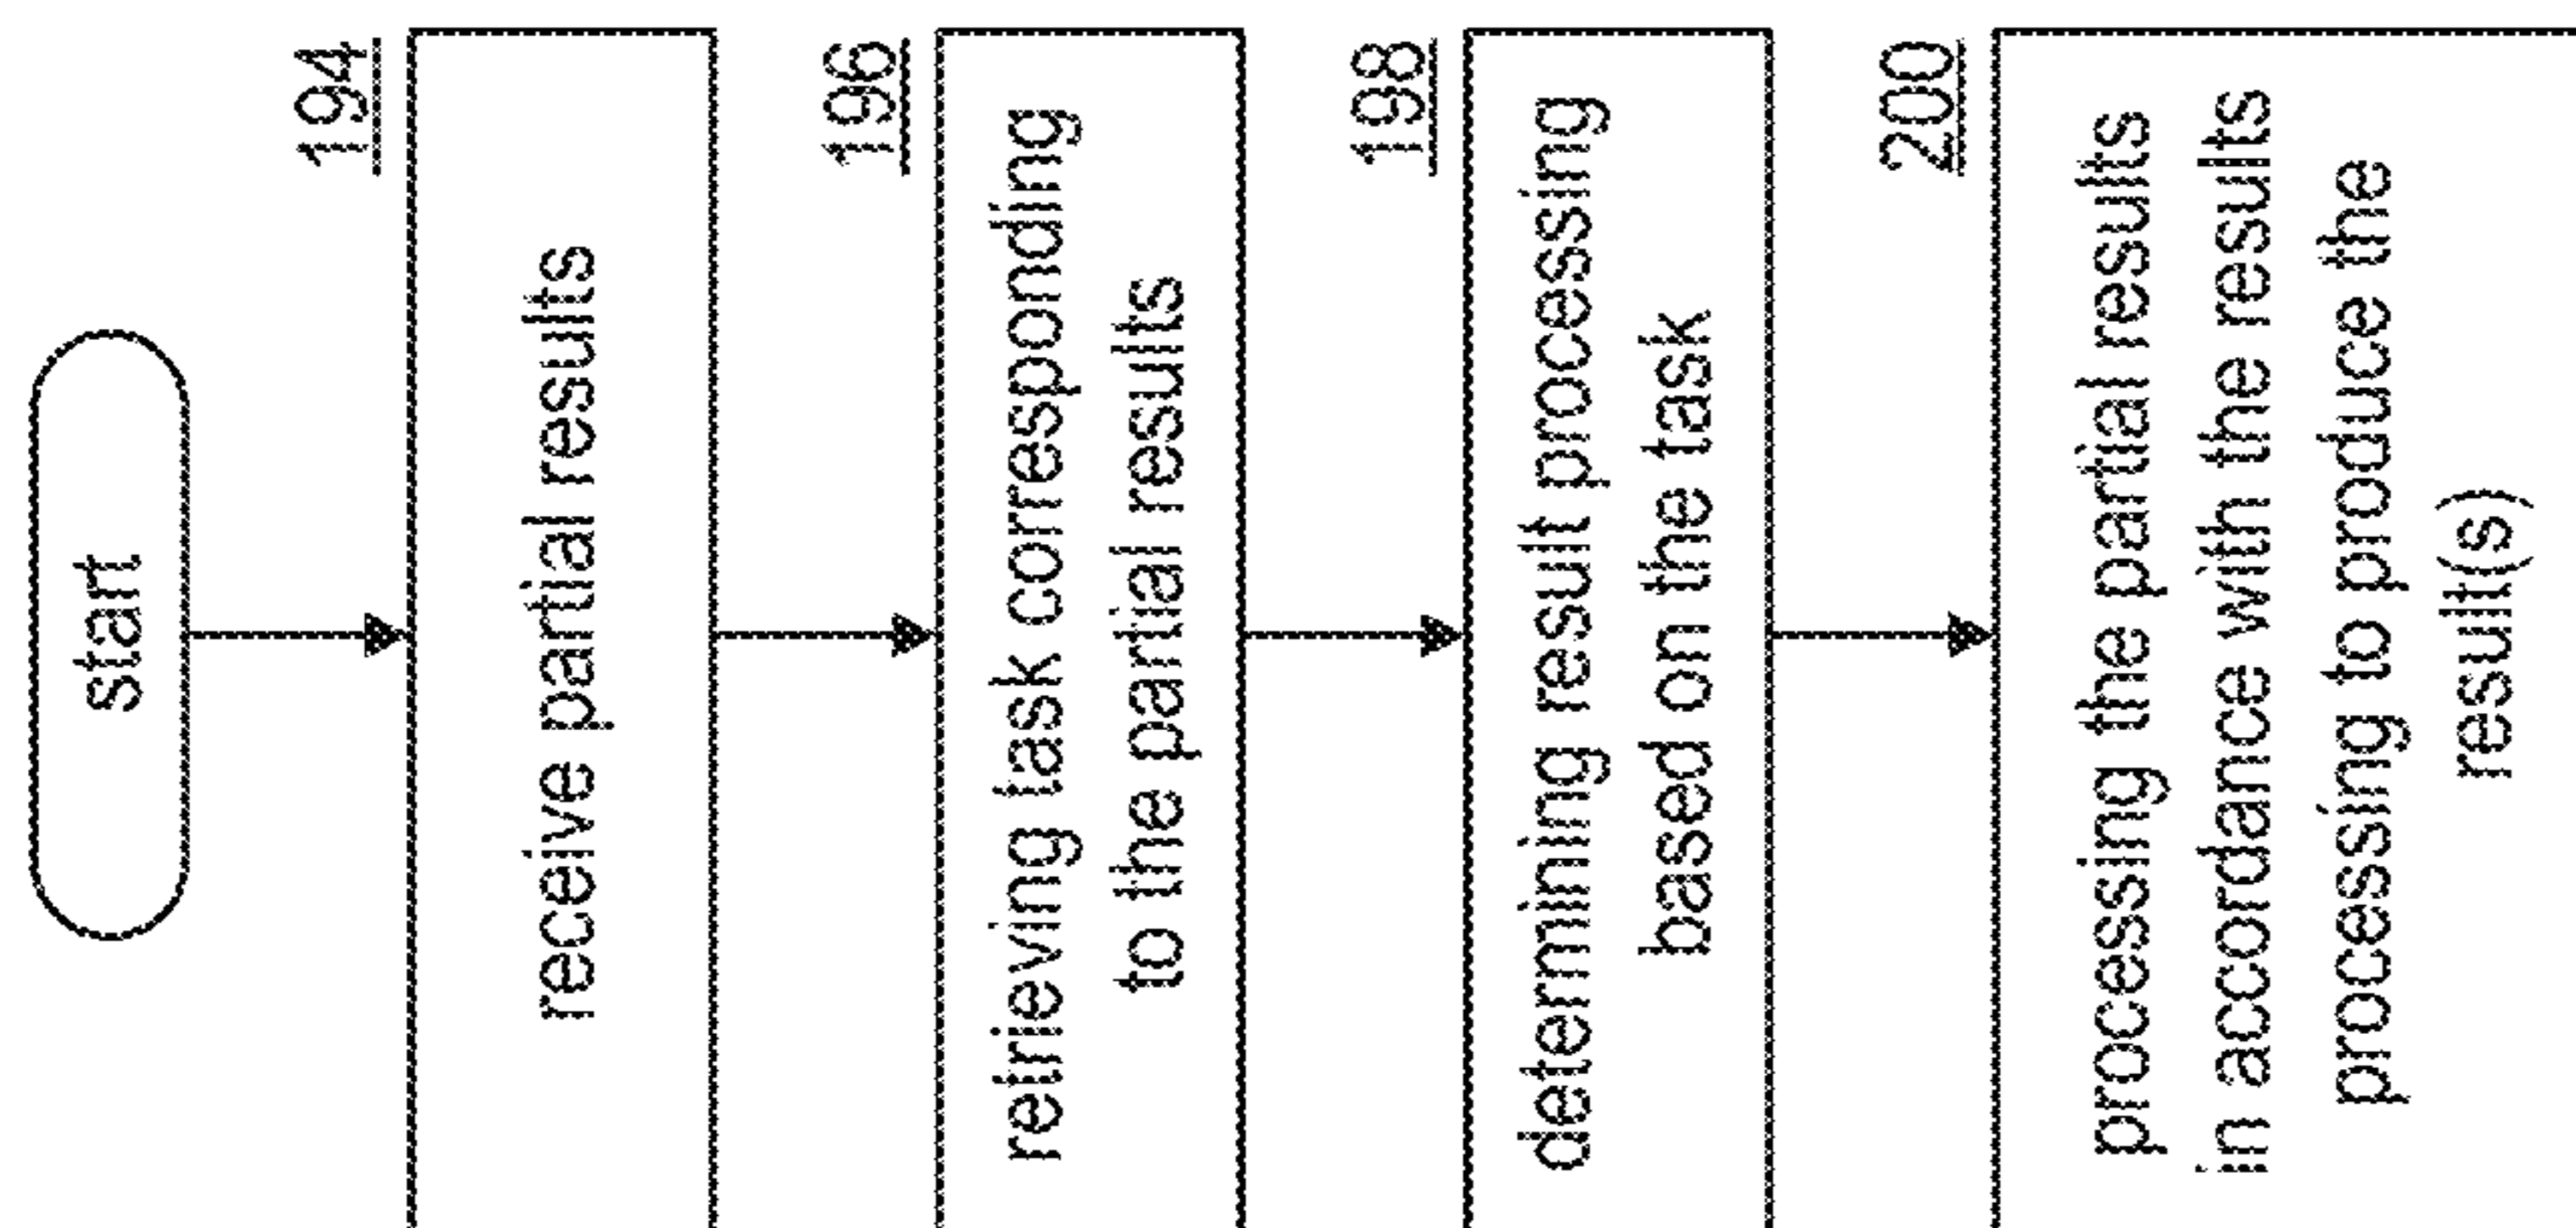 start
194
receive partial results
196
retrieving task corresponding
to the partial results
198
determining result processing
based on the task
200
processing the partial results
in accordance with the results
processing to produce the
result(s)